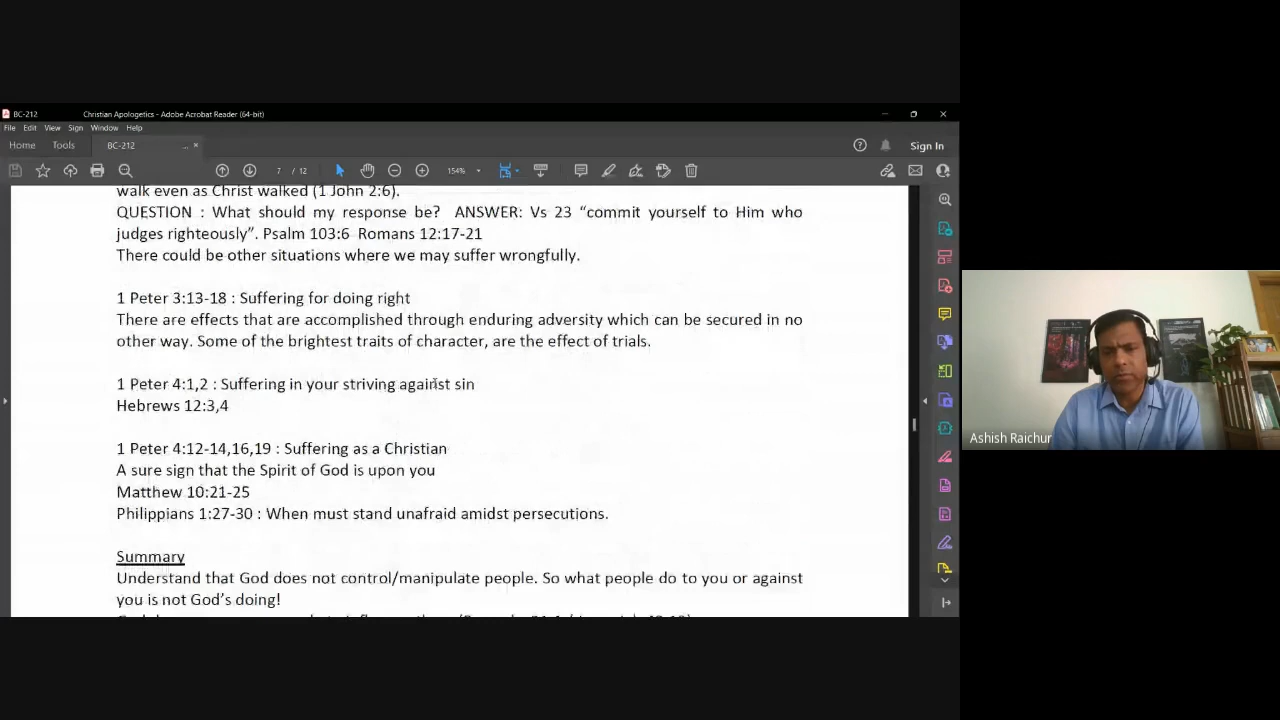 BC-212
Christian Apologetics - Adobe Acrobat Reader (64-bit)
File Edit View Sign Window Help
Home Tools BC-212 ... ×
Sign In
7 / 12 154%
walk even as Christ walked (1 John 2:6).
QUESTION : What should my response be? ANSWER: Vs 23 “commit yourself to Him who
judges righteously”. Psalm 103:6 Romans 12:17-21
There could be other situations where we may suffer wrongfully.
1 Peter 3:13-18 : Suffering for doing right
There are effects that are accomplished through enduring adversity which can be secured in no
other way. Some of the brightest traits of character, are the effect of trials.
1 Peter 4:1,2 : Suffering in your striving against sin
Hebrews 12:3,4
1 Peter 4:12-14,16,19 : Suffering as a Christian
A sure sign that the Spirit of God is upon you
Matthew 10:21-25
Philippians 1:27-30 : When must stand unafraid amidst persecutions.
Summary
Understand that God does not control/manipulate people. So what people do to you or against
you is not God’s doing!
Ashish Raichur